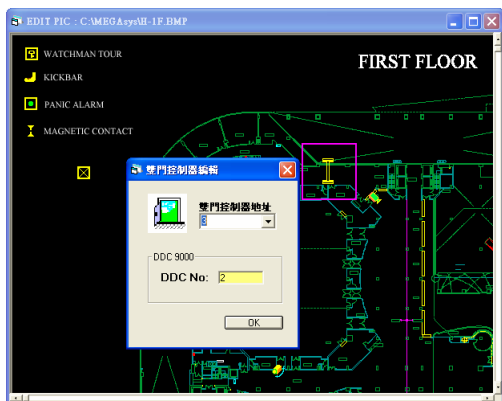 EDIT PIC : C:\MEGAsys\H-1F.BMP
WATCHMAN TOUR
FIRST FLOOR
KICKBAR
PANIC ALARM
MAGNETIC CONTACT
雙門控制器編輯
雙門控制器地址
DDC 9000
DDC No: 2
OK